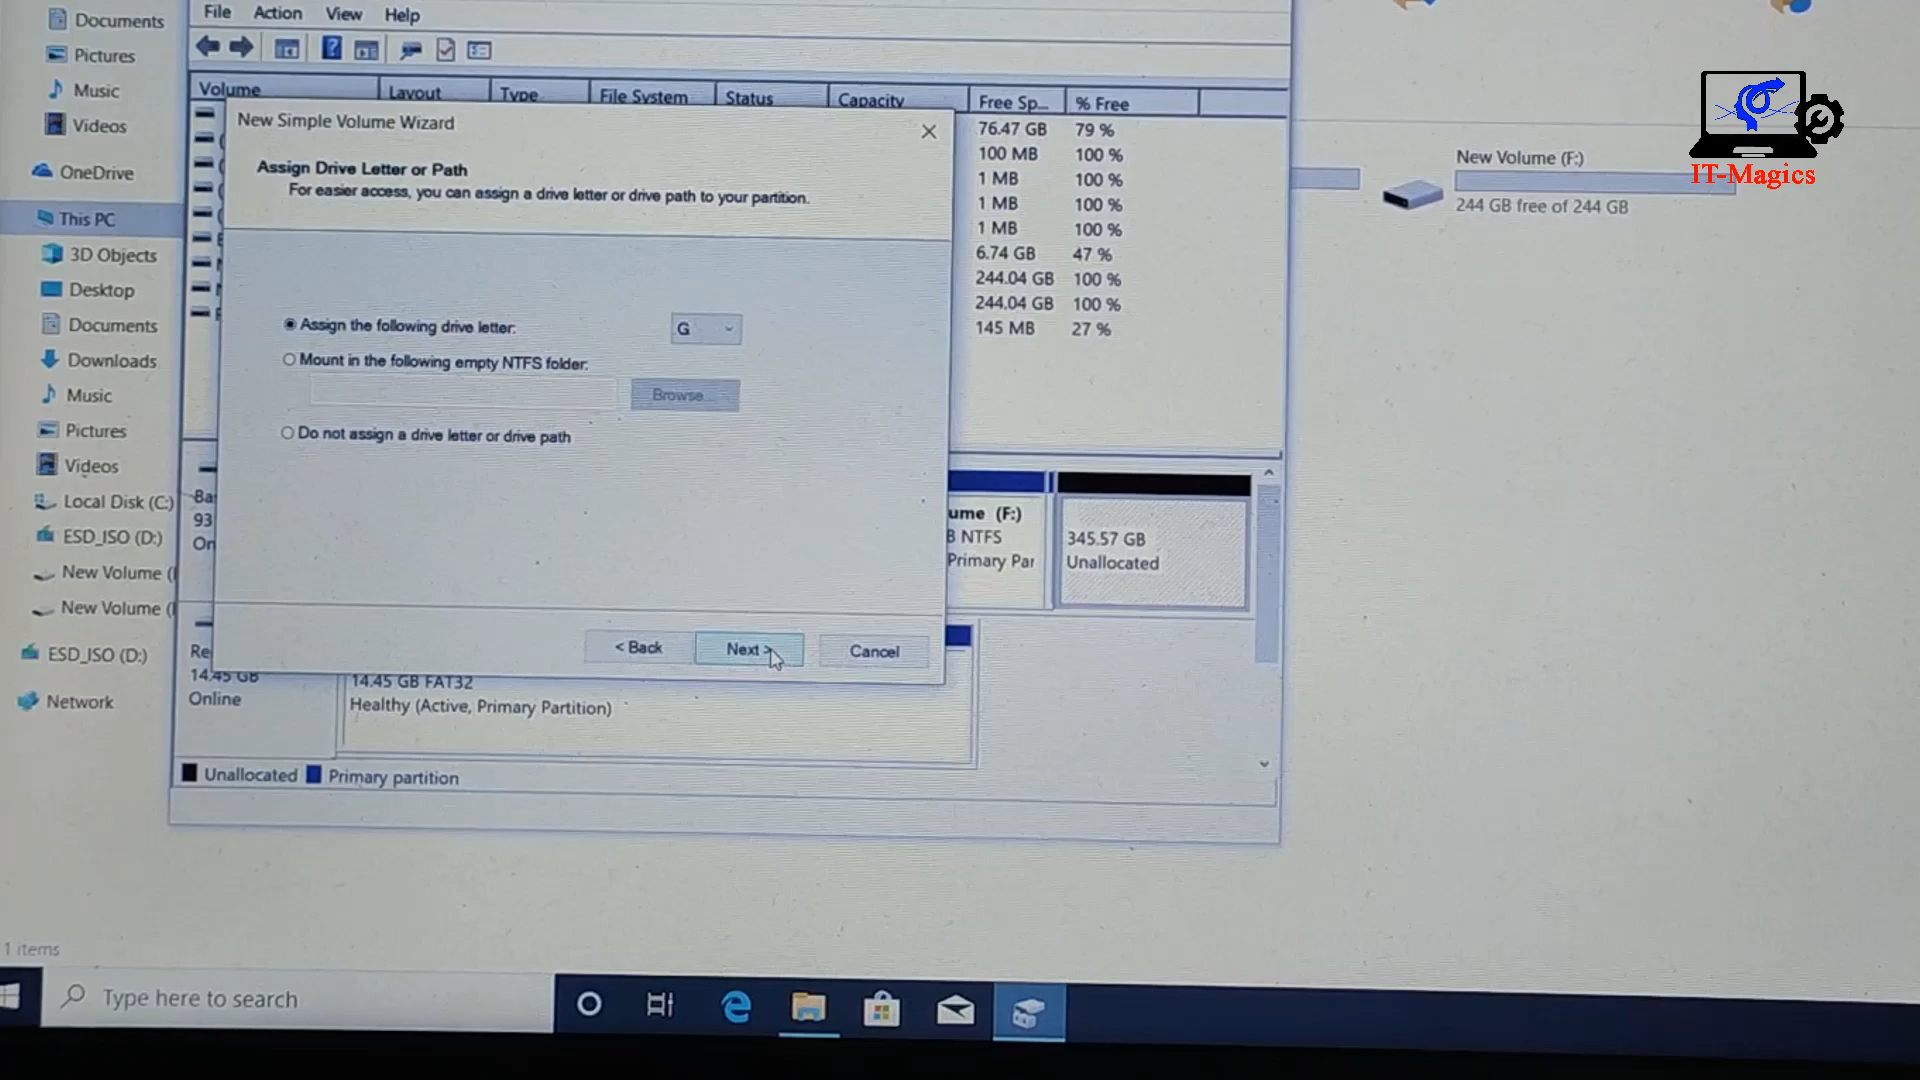 File Action View Help
Documents
Pictures
Music
Videos
OneDrive
This PC
3D Objects
Desktop
Documents
Downloads
Music
Pictures
Videos
Local Disk (C:)
ESD_ISO (D:)
New Volume (
New Volume (
ESD_ISO (D:)
Network
1 items
Volume Layout Type File System Status Capacity Free Sp... % Free
76.47 GB 79 %
100 MB 100 %
1 MB 100 %
1 MB 100 %
1 MB 100 %
6.74 GB 47 %
244.04 GB 100 %
244.04 GB 100 %
145 MB 27 %
New Simple Volume Wizard
Assign Drive Letter or Path
For easier access, you can assign a drive letter or drive path to your partition.
Assign the following drive letter: G
Mount in the following empty NTFS folder:
Browse...
Do not assign a drive letter or drive path
< Back Next > Cancel
Ba
93
On
ume (F:)
B NTFS
Primary Par
345.57 GB
Unallocated
Re
14.45 GB
Online
14.45 GB FAT32
Healthy (Active, Primary Partition)
Unallocated Primary partition
New Volume (F:)
244 GB free of 244 GB
IT-Magics
Type here to search